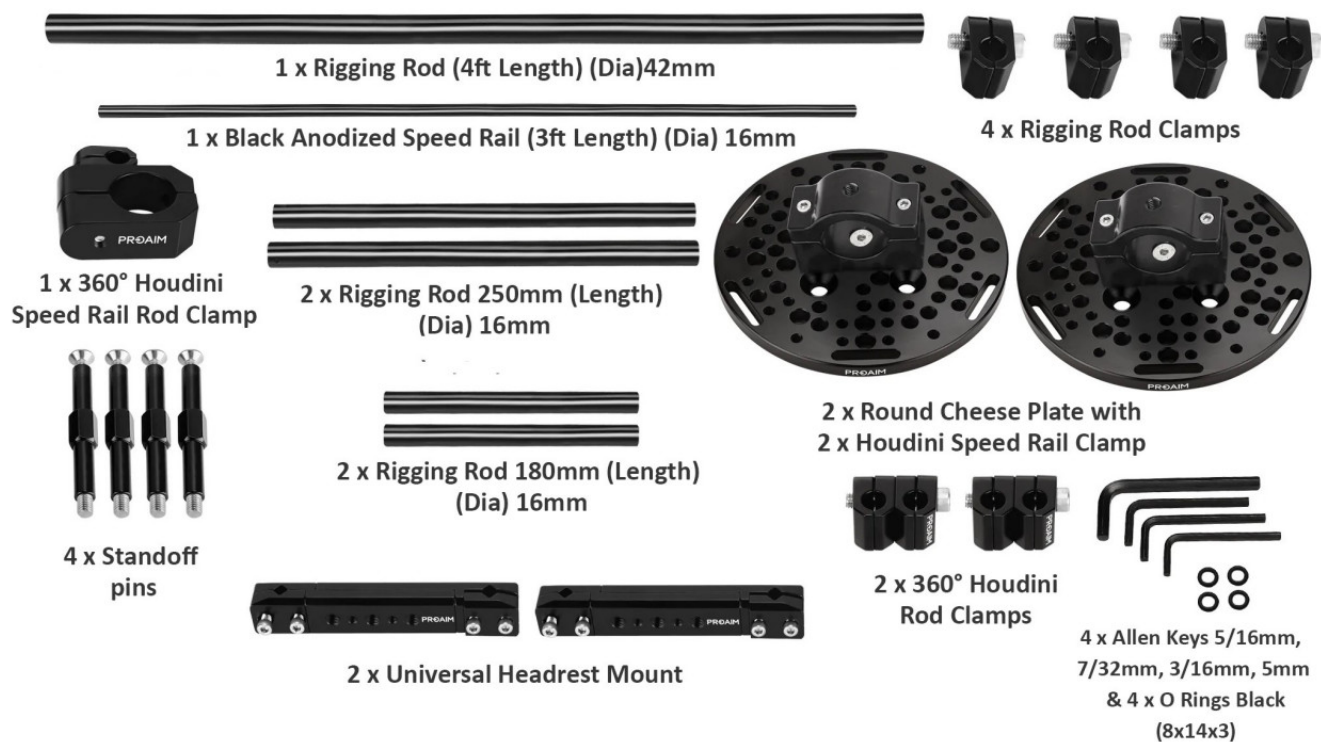 1 x Rigging Rod (4ft Length) (Dia)42mm
1 x Black Anodized Speed Rail (3ft Length) (Dia) 16mm
4 x Rigging Rod Clamps
PROAIM
1 x 360° Houdini
Speed Rail Rod Clamp
2 x Rigging Rod 250mm (Length)
(Dia) 16mm
PROAIM
PROAIM
2 x Round Cheese Plate with
2 x Houdini Speed Rail Clamp
2 x Rigging Rod 180mm (Length)
(Dia) 16mm
4 x Standoff
pins
PROAIM
PROAIM
2 x 360° Houdini
Rod Clamps
PROAIM
PROAIM
2 x Universal Headrest Mount
4 x Allen Keys 5/16mm,
7/32mm, 3/16mm, 5mm
& 4 x O Rings Black
(8x14x3)